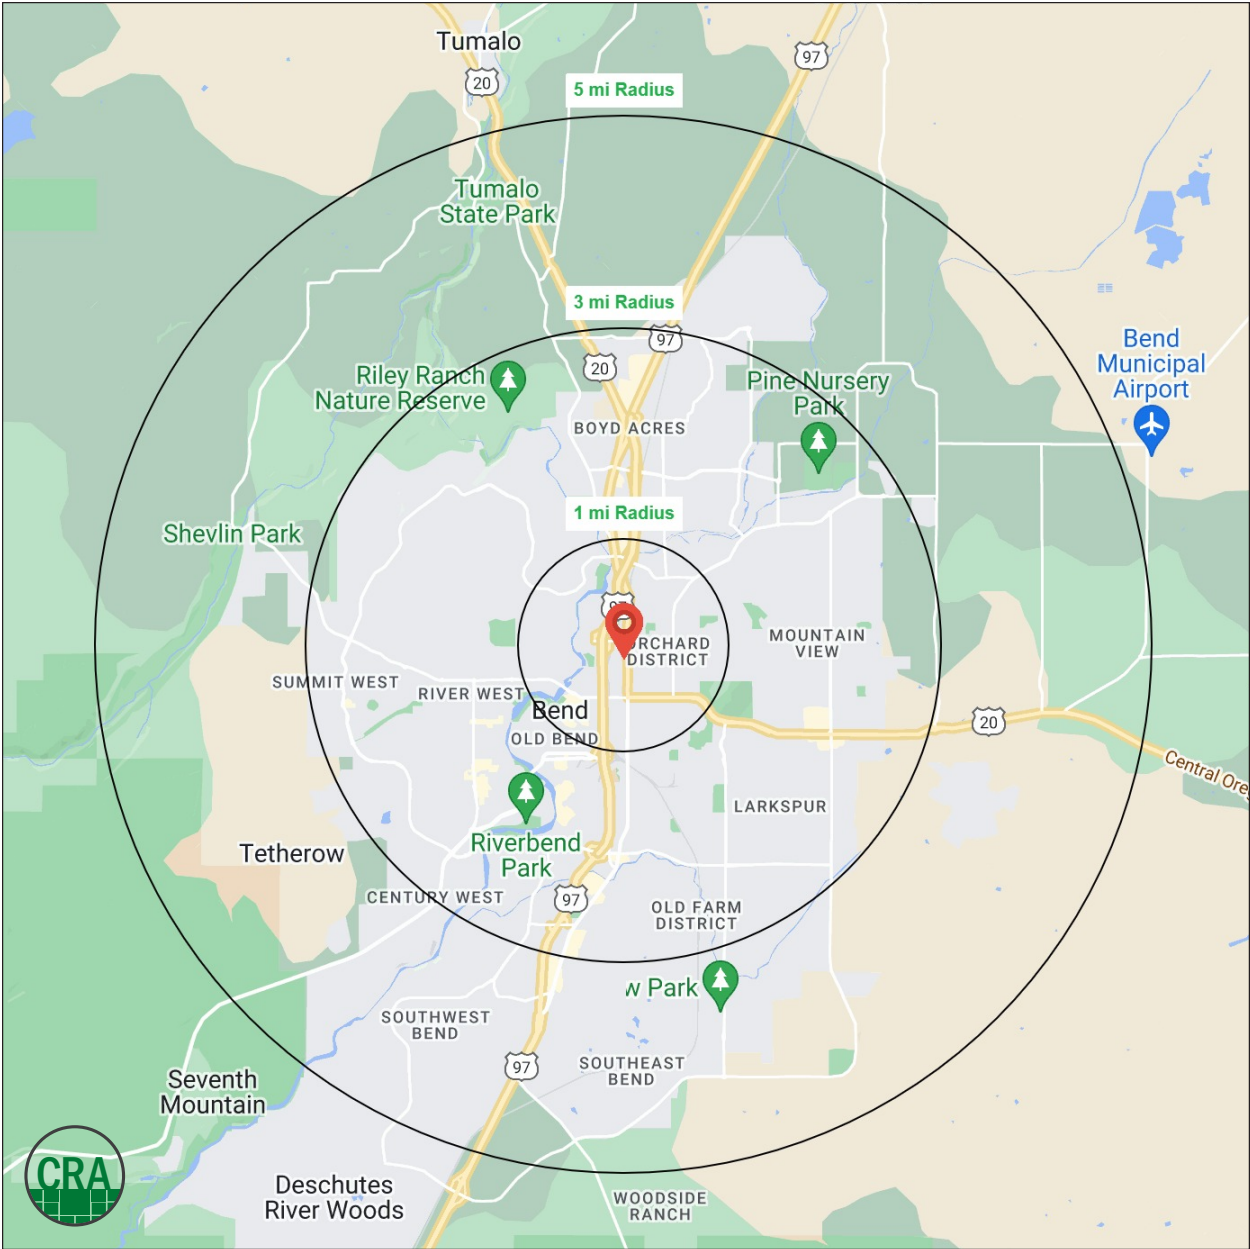 Tumalo
20
97
5 mi Radius
Tumalo
State Park
3 mi Radius
97
20
Bend
Municipal
Airport
Riley Ranch
Nature Reserve
Pine Nursery
Park
BOYD ACRES
1 mi Radius
Shevlin Park
97
ORCHARD
DISTRICT
MOUNTAIN
VIEW
SUMMIT WEST
RIVER WEST
Bend
OLD BEND
20
Central Ore
LARKSPUR
Riverbend
Park
Tetherow
CENTURY WEST
97
OLD FARM
DISTRICT
w Park
SOUTHWEST
BEND
97
SOUTHEAST
BEND
Seventh
Mountain
CRA
Deschutes
River Woods
WOODSIDE
RANCH